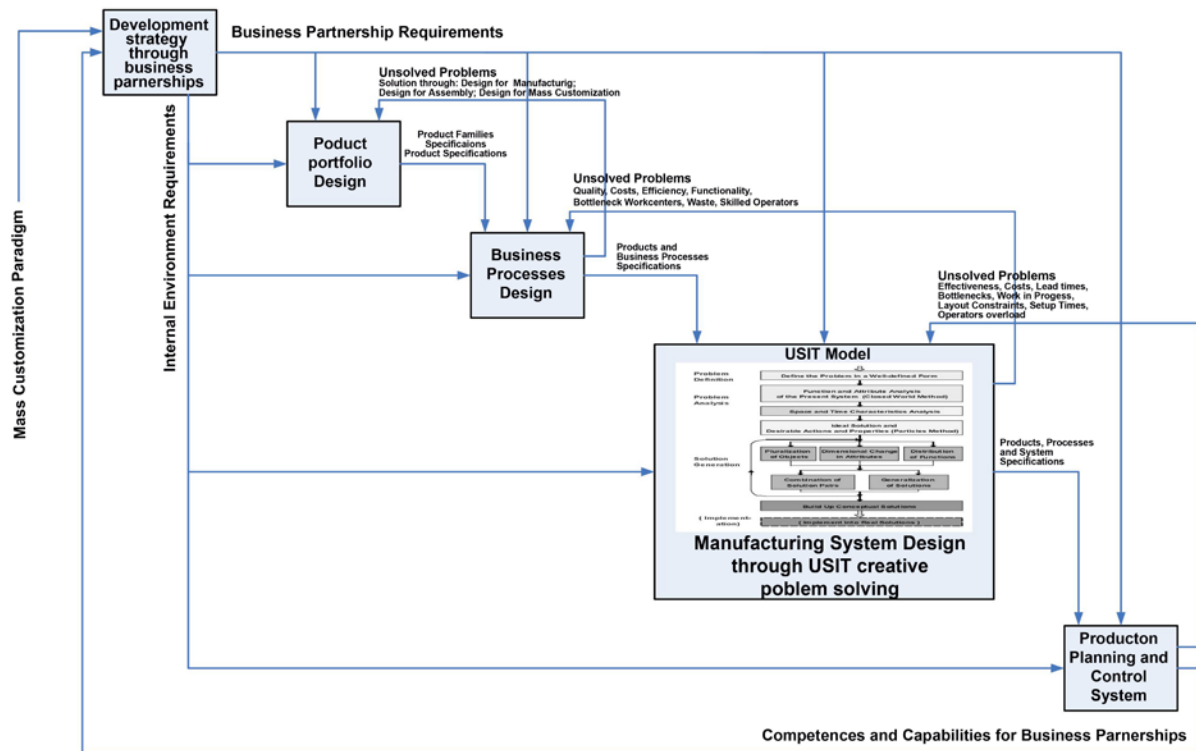 Development
strategy
through
business
parnerships
Business Partnership Requirements
Unsolved Problems
Solution through: Design for Manufacturig;
Design for Assembly; Design for Mass Customization
Poduct
portfolio
Design
Product Families
Specificaions
Product Specifications
Unsolved Problems
Quality, Costs, Efficiency, Functionality,
Bottleneck Workcenters, Waste, Skilled Operators
Business
Processes
Design
Products and
Business Processes
Specifications
Unsolved Problems
Effectiveness, Costs, Lead times,
Bottlenecks, Work in Progess,
Layout Constraints, Setup Times,
Operators overload
Mass Customization Paradigm
Internal Environment Requirements
USIT Model
Problem
Definition
Define the Problem in a Well-defined Form
Problem
Analysis
Function and Attribute Analysis
of the Present System (Closed World Method)
Space and Time Characteristics Analysis
Ideal Solution and
Desirable Actions and Properties (Particles Method)
Solution
Generation
Pluralization
of Objects
Dimensional Change
in Attributes
Distribution
of Functions
Combination of
Solution Pairs
Generalization
of Solutions
Build Up Conceptual Solutions
( Implement-
ation)
( Implement into Real Solutions )
Manufacturing System Design
through USIT creative
poblem solving
Products, Processes
and System
Specifications
Producton
Planning and
Control
System
Competences and Capabilities for Business Parnerships